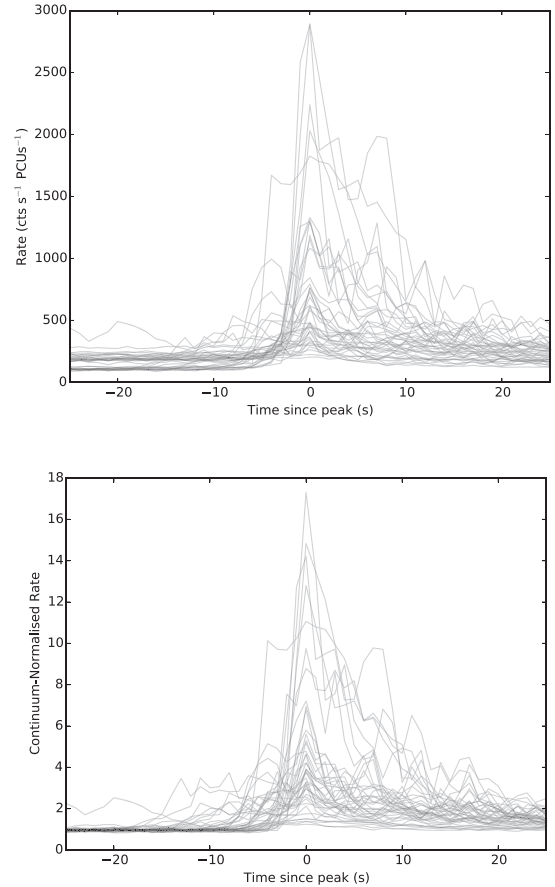 3000
2500
2000
1500
1000
500
0
Rate (cts s⁻¹ PCUs⁻¹)
−20 −10 0 10 20
Time since peak (s)
18
16
14
12
10
8
6
4
2
0
Continuum-Normalised Rate
−20 −10 0 10 20
Time since peak (s)